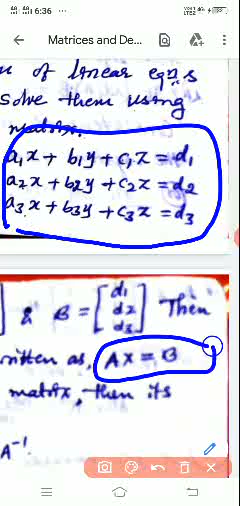 6:36
Matrices and De...
of linear eqns
solve them using
matrix.
a₁x + b₁y + c₁z = d₁
a₂x + b₂y + c₂z = d₂
a₃x + b₃y + c₃z = d₃
] & B = [d₁ d₂ d₃] Then
written as, AX = B
matrix, then its
A⁻¹.